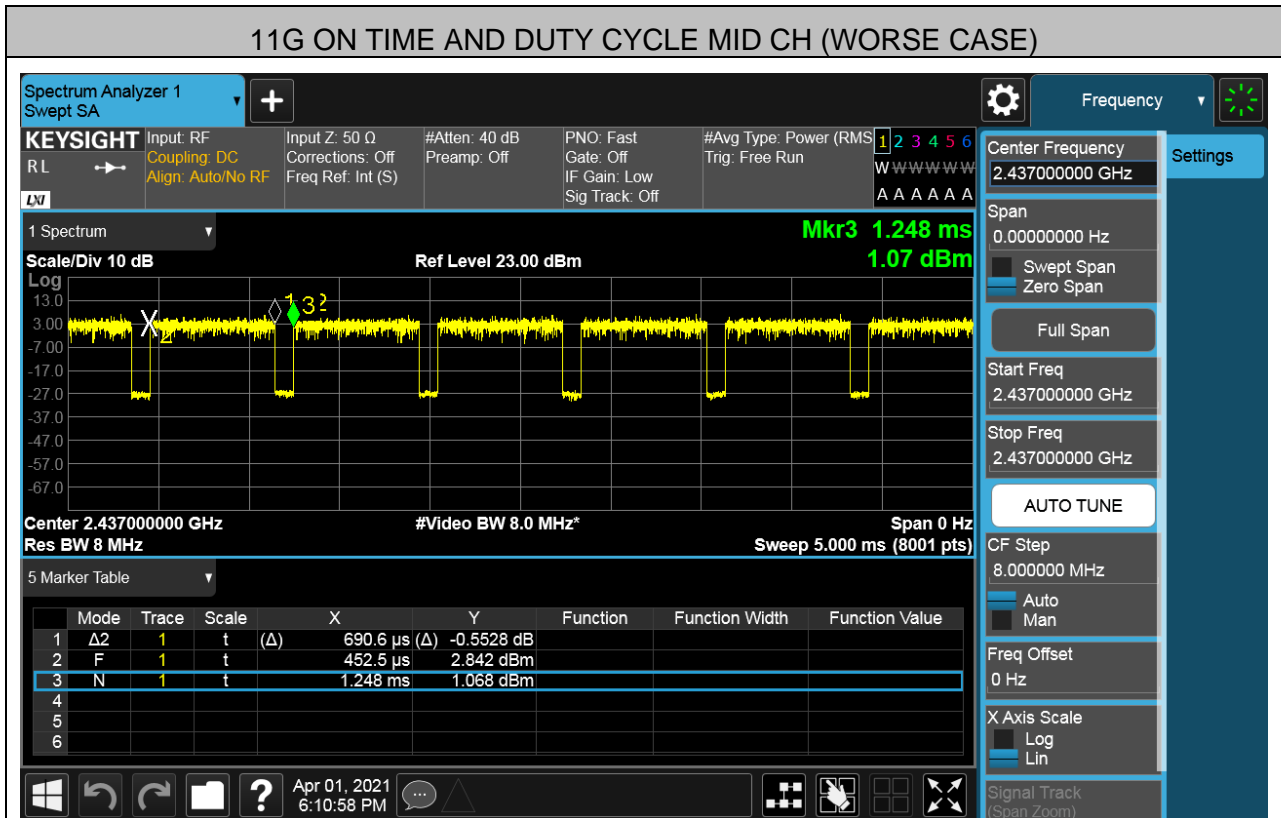 11G ON TIME AND DUTY CYCLE MID CH (WORSE CASE)
Spectrum Analyzer 1
Swept SA
Frequency
KEYSIGHT
RL
LXI
Input: RF
Coupling: DC
Align: Auto/No RF
Input Z: 50 Ω
Corrections: Off
Freq Ref: Int (S)
#Atten: 40 dB
Preamp: Off
PNO: Fast
Gate: Off
IF Gain: Low
Sig Track: Off
#Avg Type: Power (RMS
Trig: Free Run
1 2 3 4 5 6
W W W W W W
A A A A A A
1 Spectrum
Mkr3 1.248 ms
Scale/Div 10 dB
Ref Level 23.00 dBm
1.07 dBm
Log
13.0
3.00
-7.00
-17.0
-27.0
-37.0
-47.0
-57.0
-67.0
Center 2.437000000 GHz
#Video BW 8.0 MHz*
Span 0 Hz
Res BW 8 MHz
Sweep 5.000 ms (8001 pts)
5 Marker Table
Mode Trace Scale X Y Function Function Width Function Value
1 Δ2 1 t (Δ) 690.6 µs (Δ) -0.5528 dB
2 F 1 t 452.5 µs 2.842 dBm
3 N 1 t 1.248 ms 1.068 dBm
4
5
6
Apr 01, 2021
6:10:58 PM
Center Frequency
2.437000000 GHz
Settings
Span
0.00000000 Hz
Swept Span
Zero Span
Full Span
Start Freq
2.437000000 GHz
Stop Freq
2.437000000 GHz
AUTO TUNE
CF Step
8.000000 MHz
Auto
Man
Freq Offset
0 Hz
X Axis Scale
Log
Lin
Signal Track
(Span Zoom)